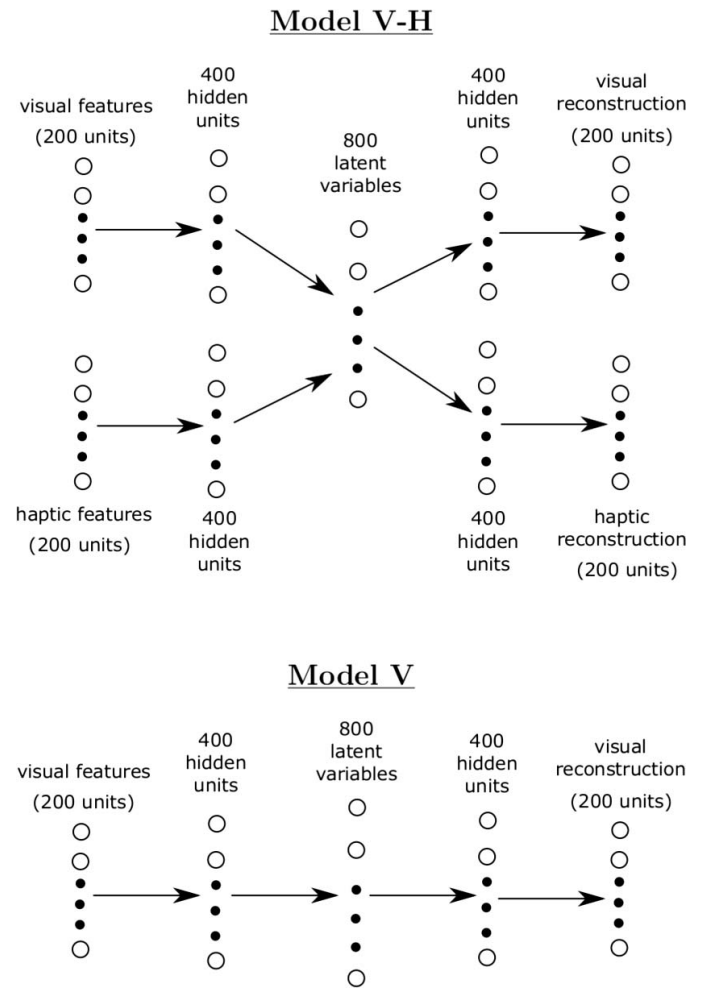 Model V-H
visual features
(200 units)
400
hidden
units
800
latent
variables
400
hidden
units
visual
reconstruction
(200 units)
haptic features
(200 units)
400
hidden
units
400
hidden
units
haptic
reconstruction
(200 units)
Model V
visual features
(200 units)
400
hidden
units
800
latent
variables
400
hidden
units
visual
reconstruction
(200 units)